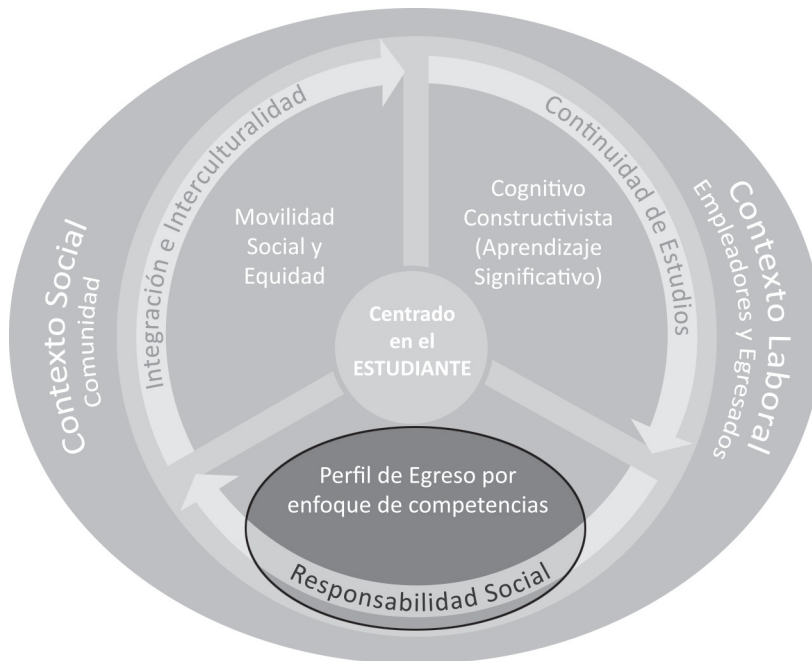 Contexto Social
Comunidad
Integración e Interculturalidad
Movilidad
Social y
Equidad
Cognitivo
Constructivista
(Aprendizaje
Significativo)
Continuidad de Estudios
Contexto Laboral
Empleadores y Egresados
Centrado
en el
ESTUDIANTE
Perfil de Egreso por
enfoque de competencias
Responsabilidad Social